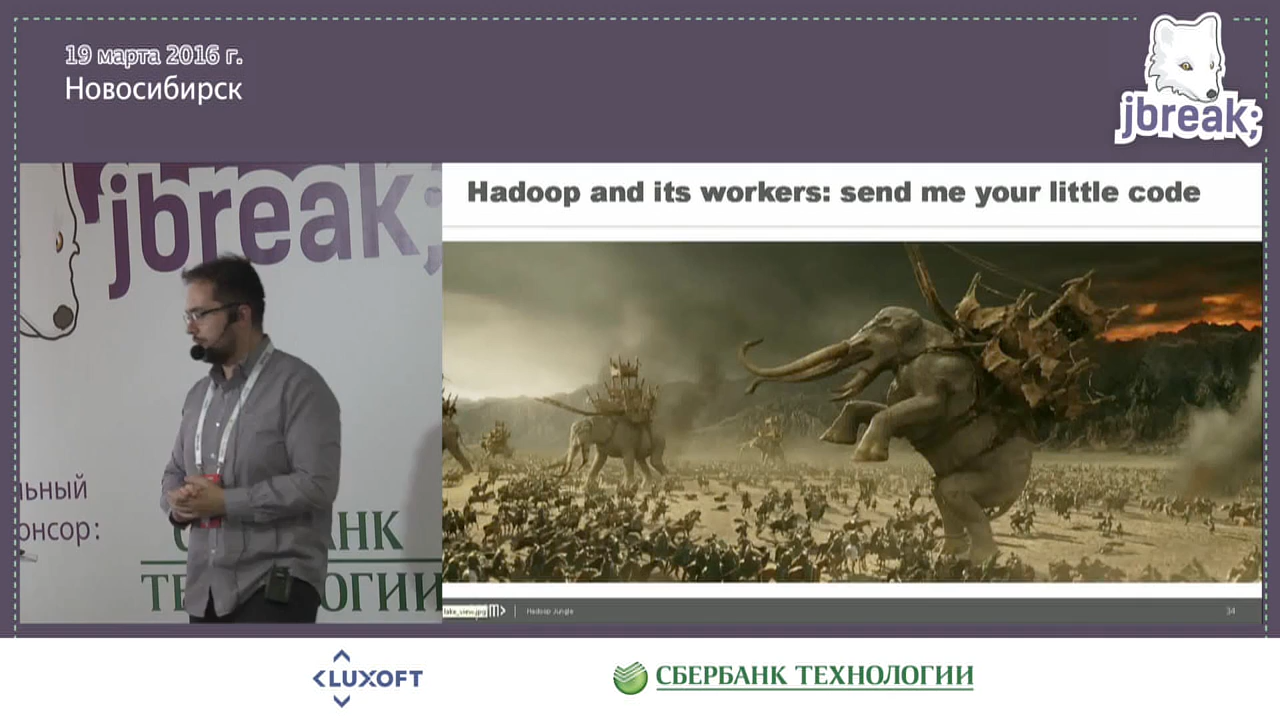 19 марта 2016 г.
Новосибирск
jbreak;
jbreak;
льный
онсор:
НК
ТЕ ОГИИ
Hadoop and its workers: send me your little code
Hadoop Jungle
34
LUXOFT
СБЕРБАНК ТЕХНОЛОГИИ